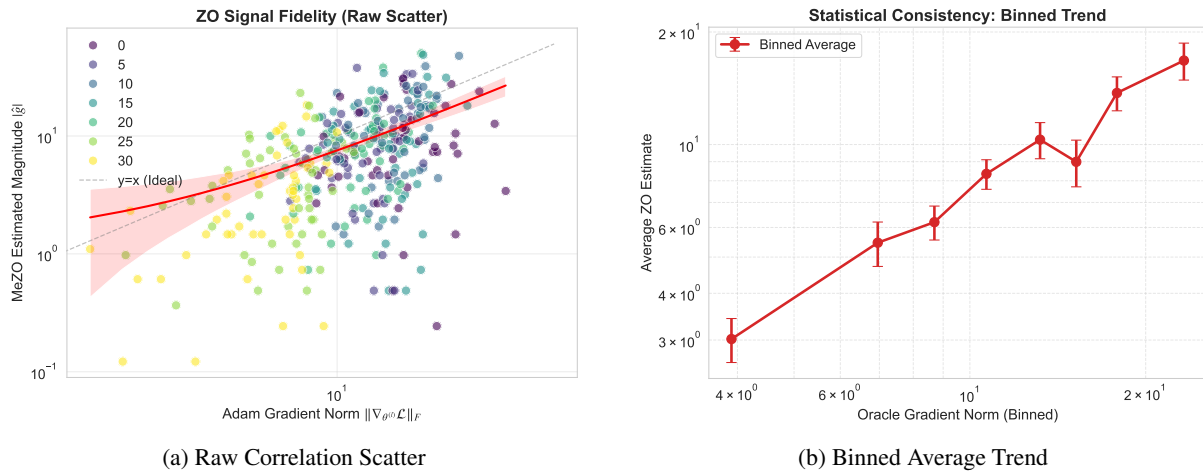 ZO Signal Fidelity (Raw Scatter)
0
5
10
15
20
25
30
y=x (Ideal)
10¹
10⁰
10⁻¹
MeZO Estimated Magnitude |ĝ|
10¹
Adam Gradient Norm ‖∇_θ⁽ˡ⁾ ℒ‖_F
(a) Raw Correlation Scatter
Statistical Consistency: Binned Trend
Binned Average
2 × 10¹
10¹
6 × 10⁰
4 × 10⁰
3 × 10⁰
Average ZO Estimate
4 × 10⁰
6 × 10⁰
10¹
2 × 10¹
Oracle Gradient Norm (Binned)
(b) Binned Average Trend